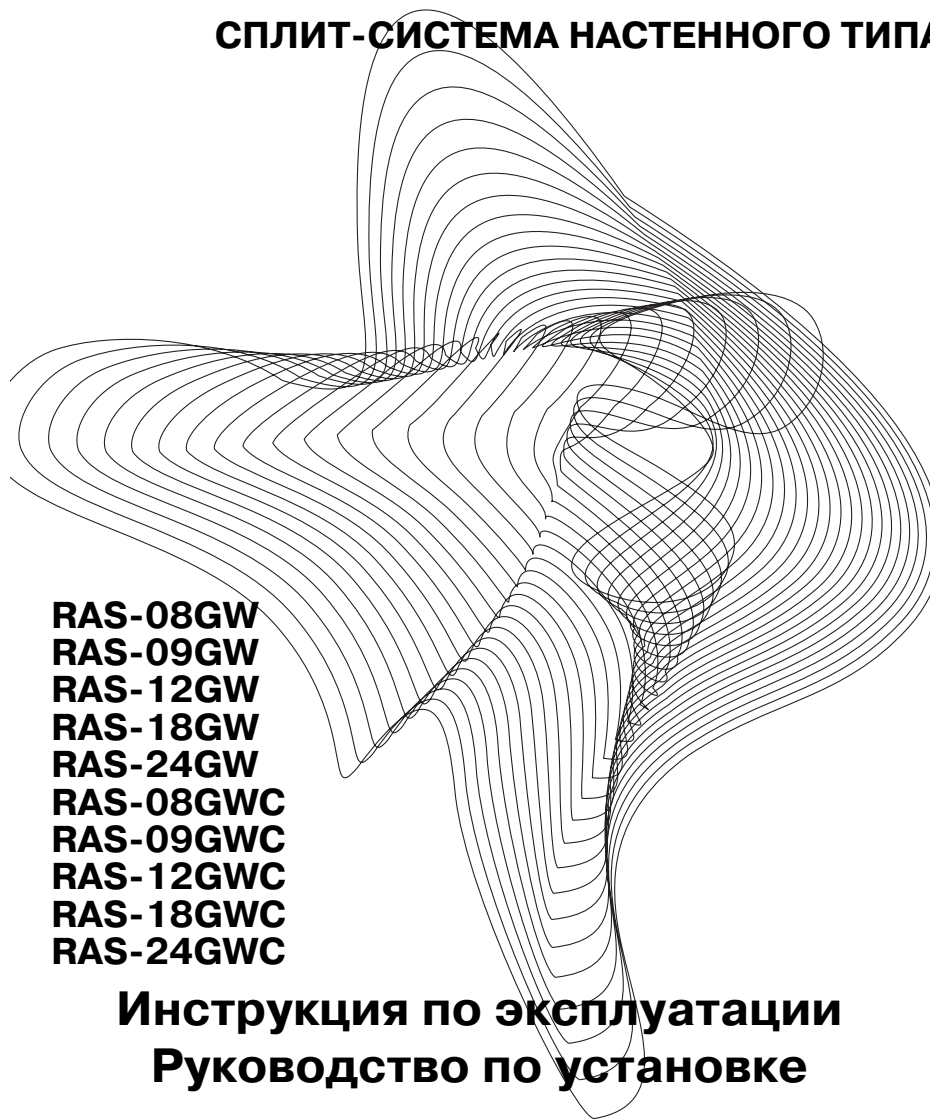 СПЛИТ-СИСТЕМА НАСТЕННОГО ТИПА
RAS-08GW
RAS-09GW
RAS-12GW
RAS-18GW
RAS-24GW
RAS-08GWC
RAS-09GWC
RAS-12GWC
RAS-18GWC
RAS-24GWC
Инструкция по эксплуатации
Руководство по установке